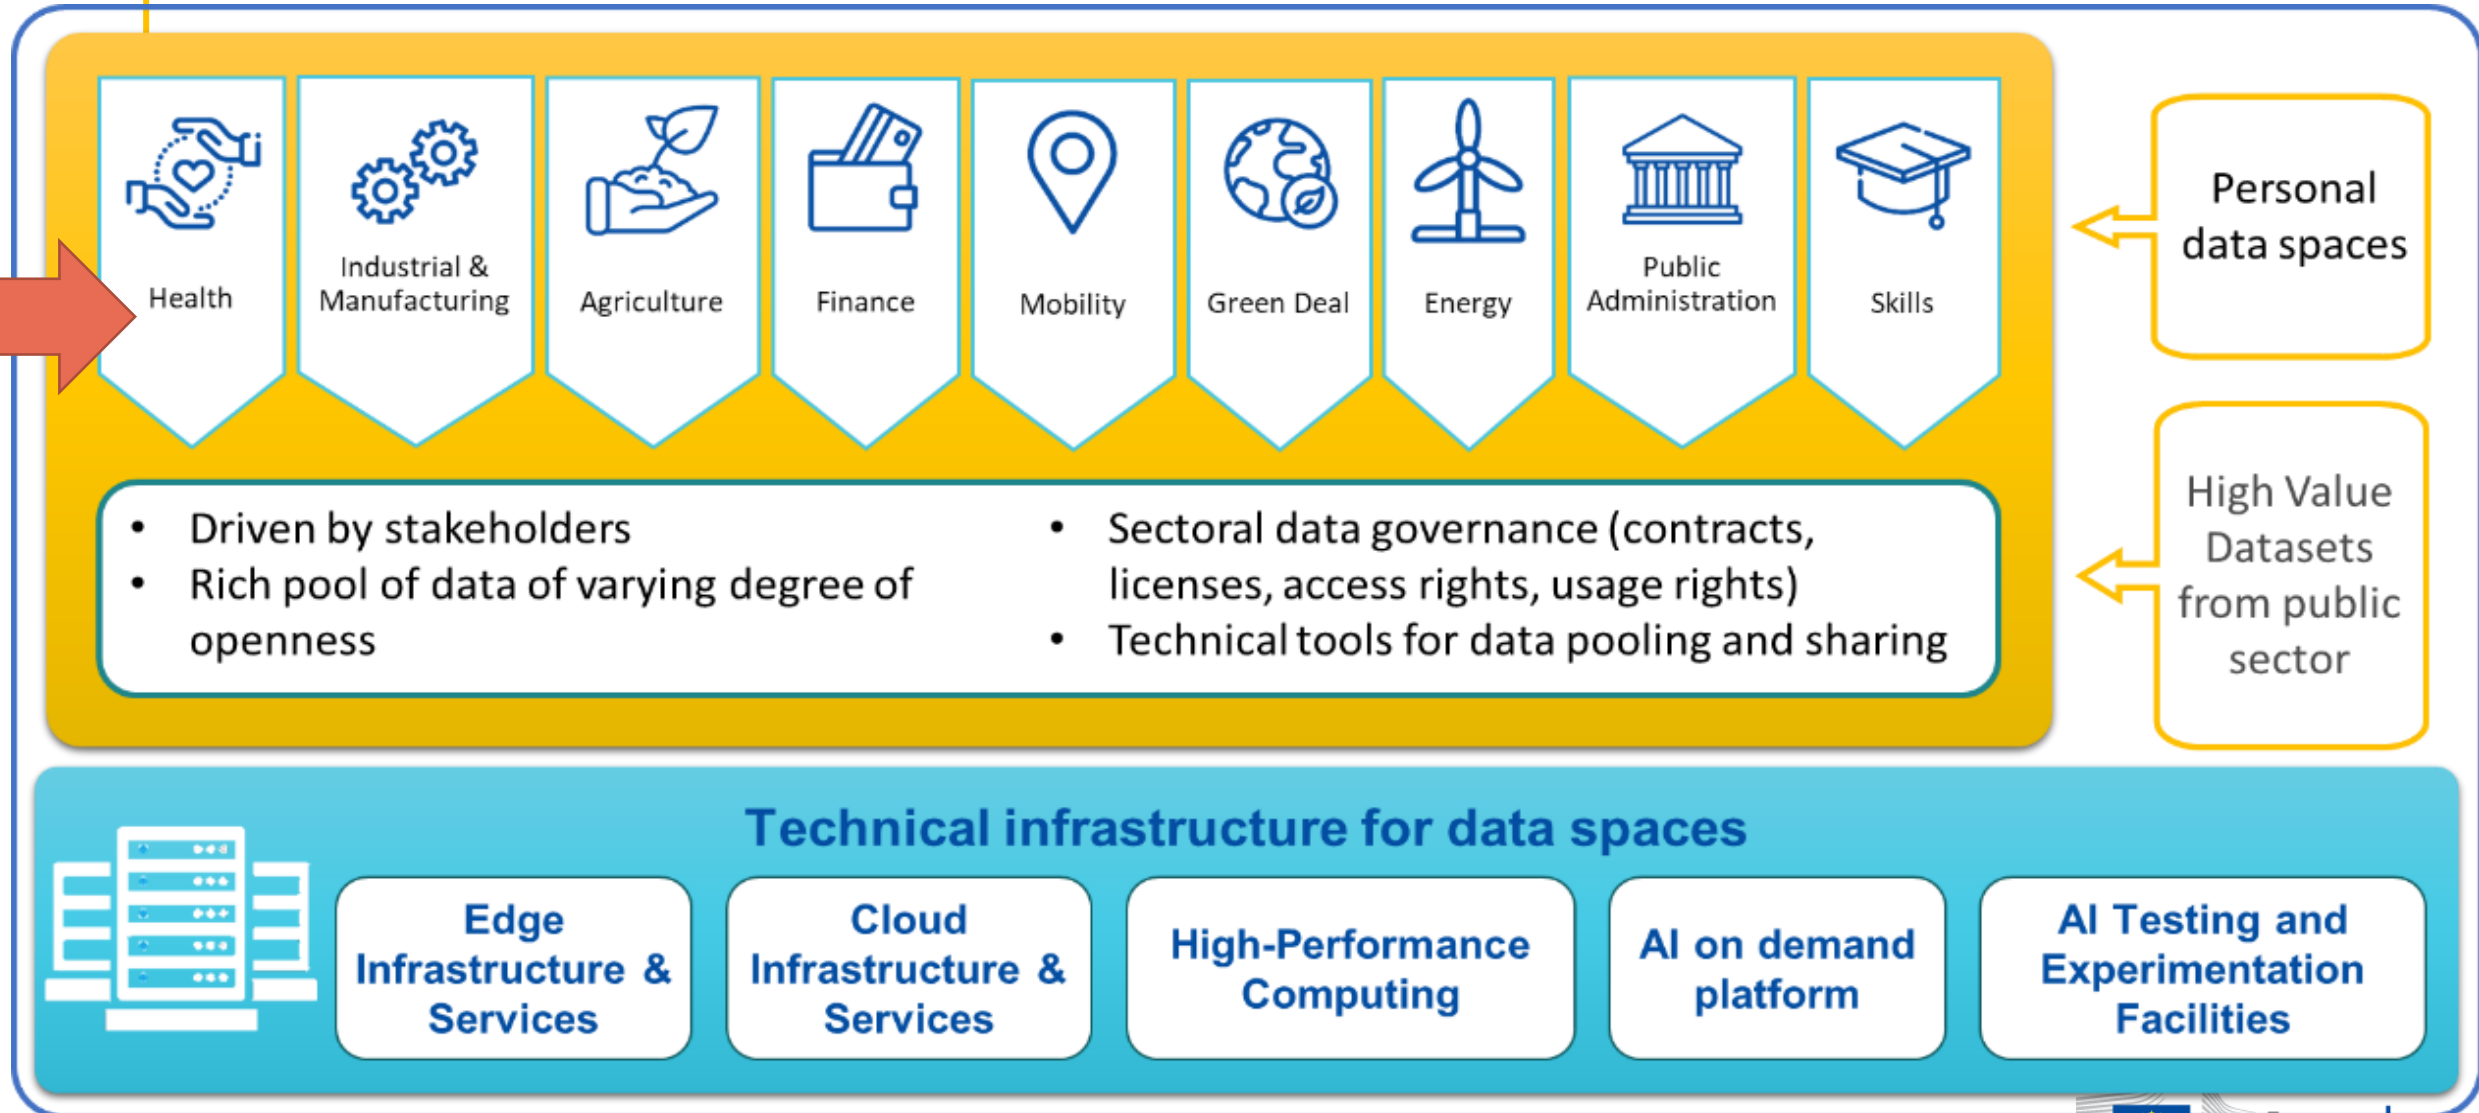 Health
Industrial &
Manufacturing
Agriculture
Finance
Mobility
Green Deal
Energy
Public
Administration
Skills
Personal
data spaces
• Driven by stakeholders
• Rich pool of data of varying degree of
openness
• Sectoral data governance (contracts,
licenses, access rights, usage rights)
• Technical tools for data pooling and sharing
High Value
Datasets
from public
sector
Technical infrastructure for data spaces
Edge
Infrastructure &
Services
Cloud
Infrastructure &
Services
High-Performance
Computing
AI on demand
platform
AI Testing and
Experimentation
Facilities